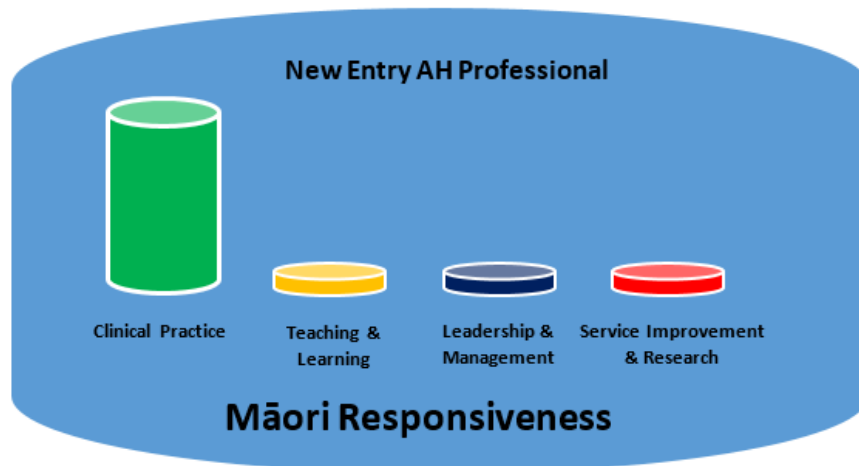 New Entry AH Professional
Clinical Practice
Teaching &
Learning
Leadership &
Management
Service Improvement
& Research
Māori Responsiveness